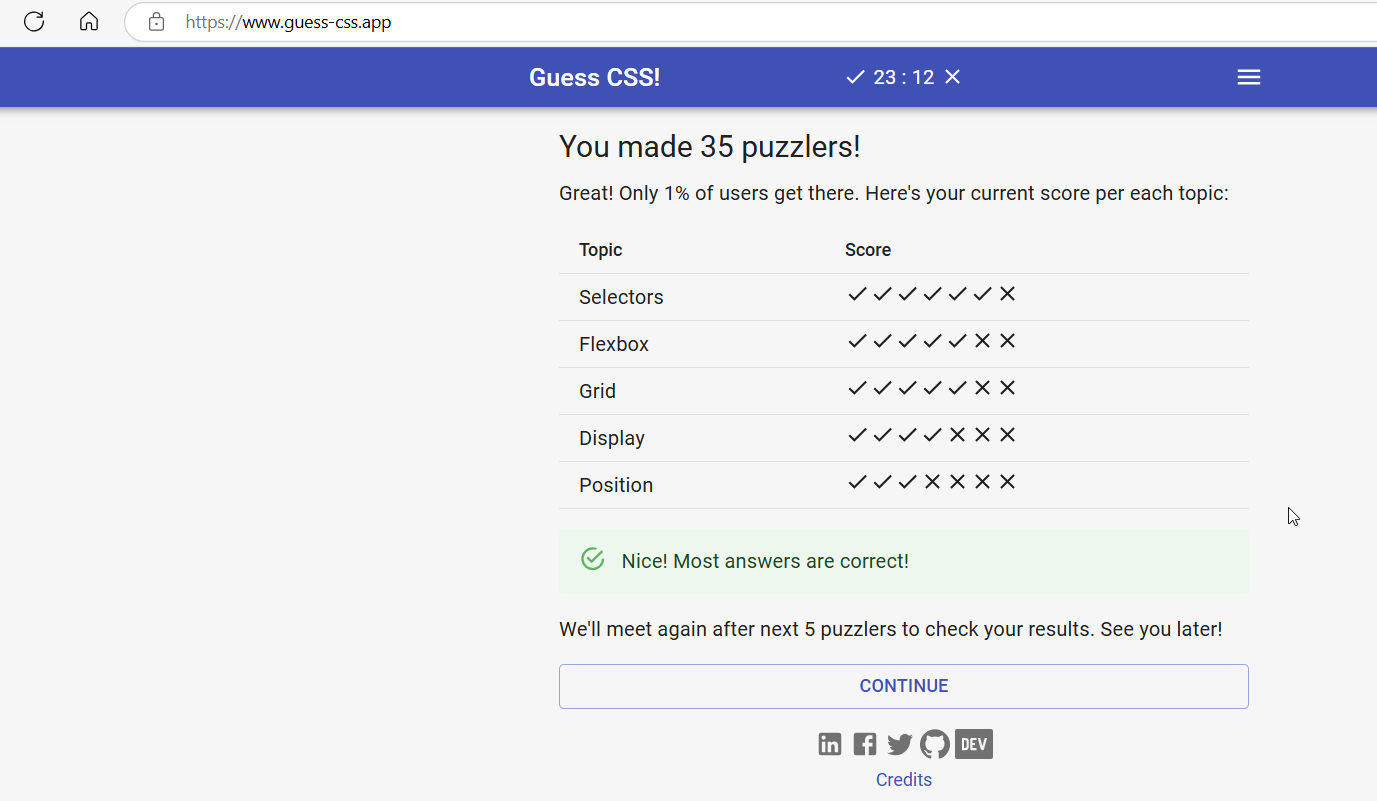 https://www.guess-css.app
Guess CSS!
✓ 23 : 12 ✕
You made 35 puzzlers!
Great! Only 1% of users get there. Here's your current score per each topic:
Topic Score
Selectors ✓ ✓ ✓ ✓ ✓ ✓ ✕
Flexbox ✓ ✓ ✓ ✓ ✓ ✕ ✕
Grid ✓ ✓ ✓ ✓ ✓ ✕ ✕
Display ✓ ✓ ✓ ✓ ✕ ✕ ✕
Position ✓ ✓ ✓ ✕ ✕ ✕ ✕
Nice! Most answers are correct!
We'll meet again after next 5 puzzlers to check your results. See you later!
CONTINUE
in f DEV
Credits